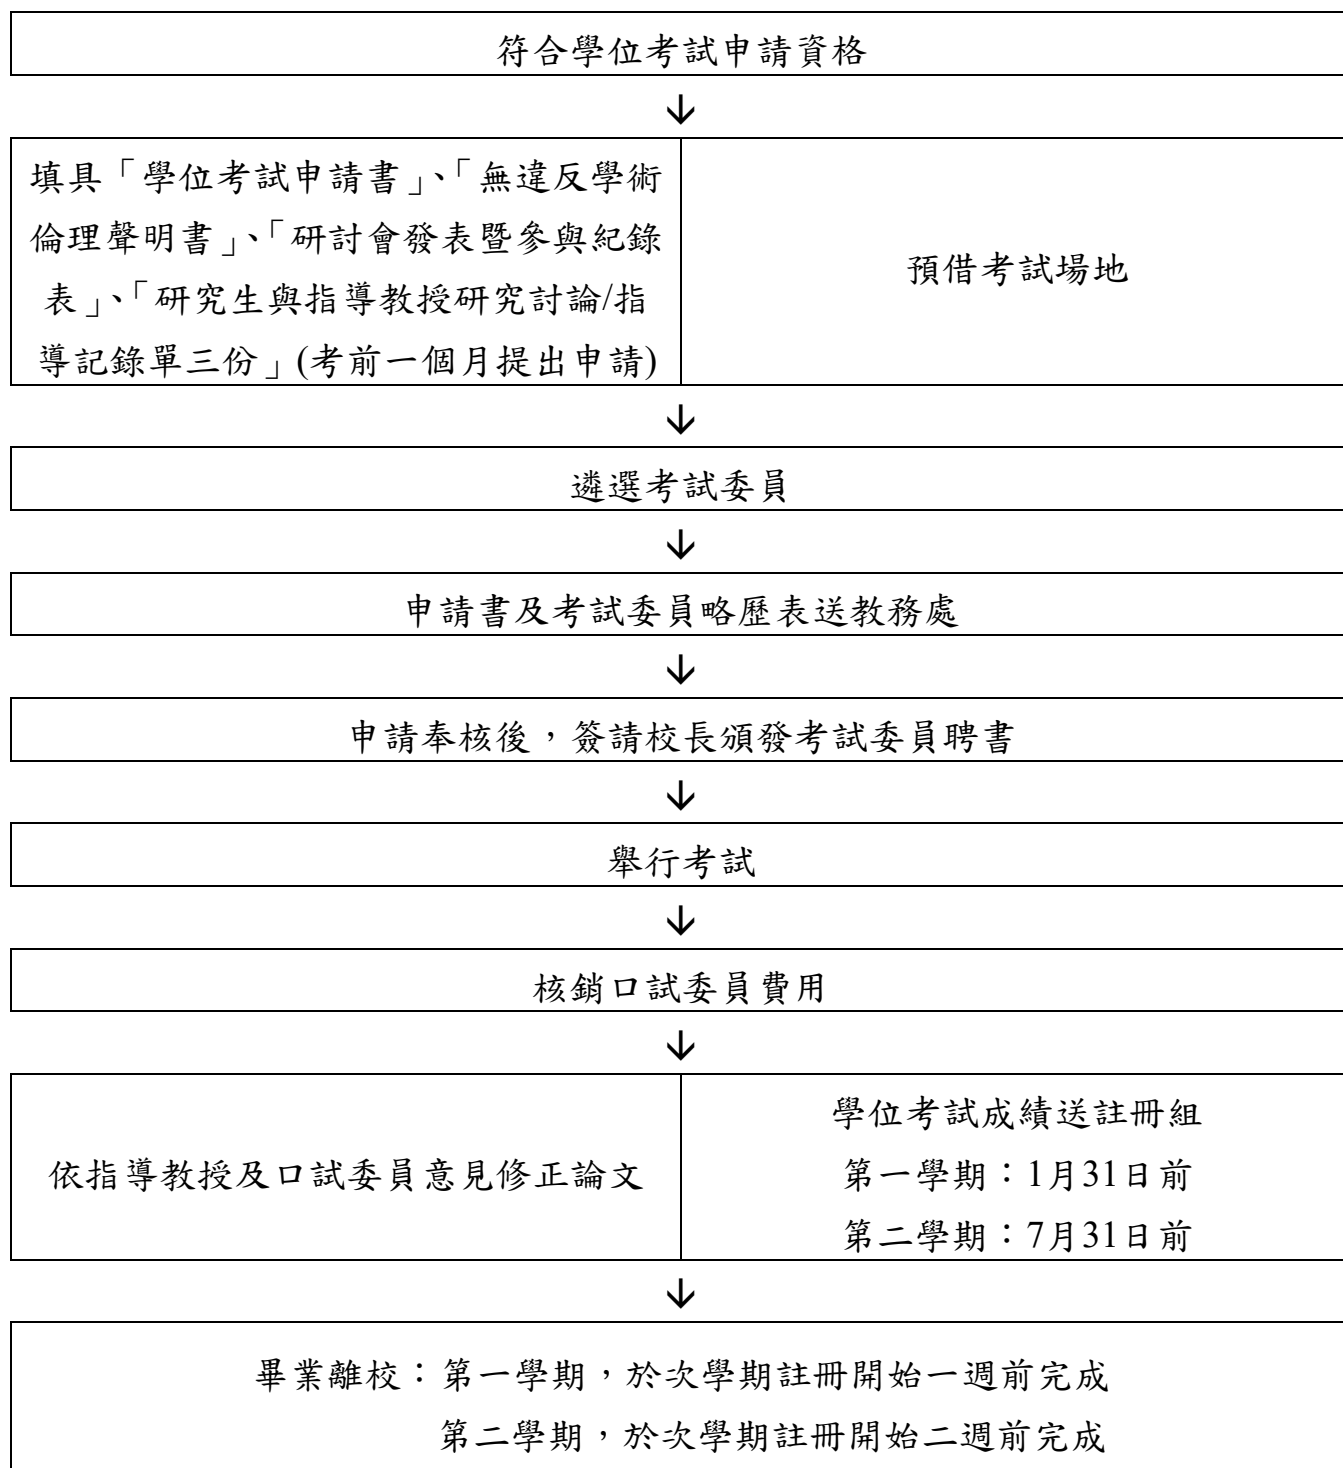 符合學位考試申請資格
↓
填具「學位考試申請書」、「無違反學術
倫理聲明書」、「研討會發表暨參與紀錄
表」、「研究生與指導教授研究討論/指
導記錄單三份」(考前一個月提出申請)
預借考試場地
↓
遴選考試委員
↓
申請書及考試委員略歷表送教務處
↓
申請奉核後，簽請校長頒發考試委員聘書
↓
舉行考試
↓
核銷口試委員費用
↓
依指導教授及口試委員意見修正論文
學位考試成績送註冊組
第一學期：1月31日前
第二學期：7月31日前
↓
畢業離校：第一學期，於次學期註冊開始一週前完成
第二學期，於次學期註冊開始二週前完成